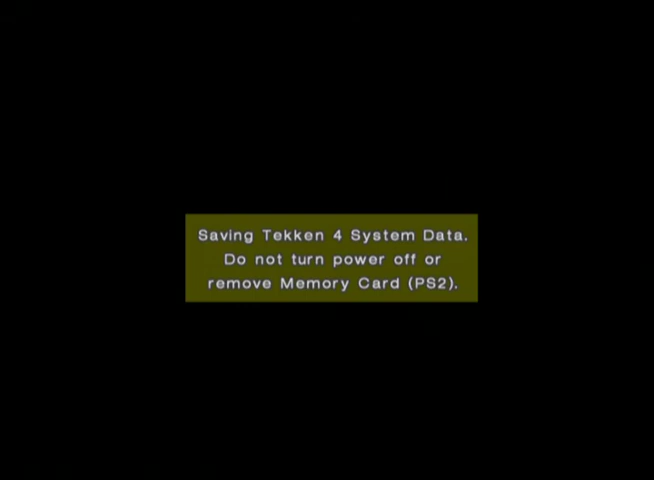 Saving Tekken 4 System Data.
Do not turn power off or
remove Memory Card (PS2).